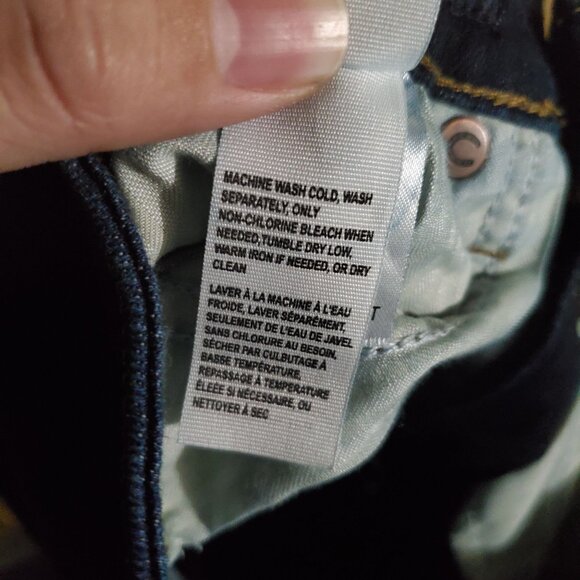 MACHINE WASH COLD, WASH
SEPARATELY, ONLY
NON-CHLORINE BLEACH WHEN
NEEDED,TUMBLE DRY LOW,
WARM IRON IF NEEDED, OR DRY
CLEAN
LAVER À LA MACHINE À L'EAU
FROIDE, LAVER SÉPARÉMENT.
SEULEMENT DE L'EAU DE JAVEL
SANS CHLORURE AU BESOIN.
SÉCHER PAR CULBUTAGE À
BASSE TEMPÉRATURE.
REPASSAGE À TEMPÉRATURE
ÉLEÉE SI NÉCESSAIRE, OU
NETTOYER À SEC
T
C